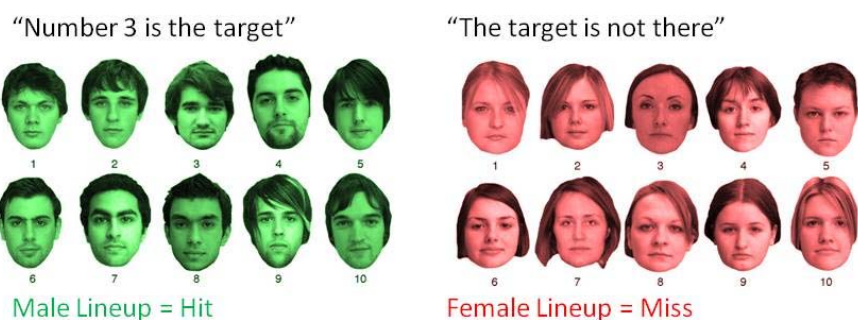 “Number 3 is the target”
“The target is not there”
1 2 3 4 5
1 2 3 4 5
6 7 8 9 10
6 7 8 9 10
Male Lineup = Hit
Female Lineup = Miss